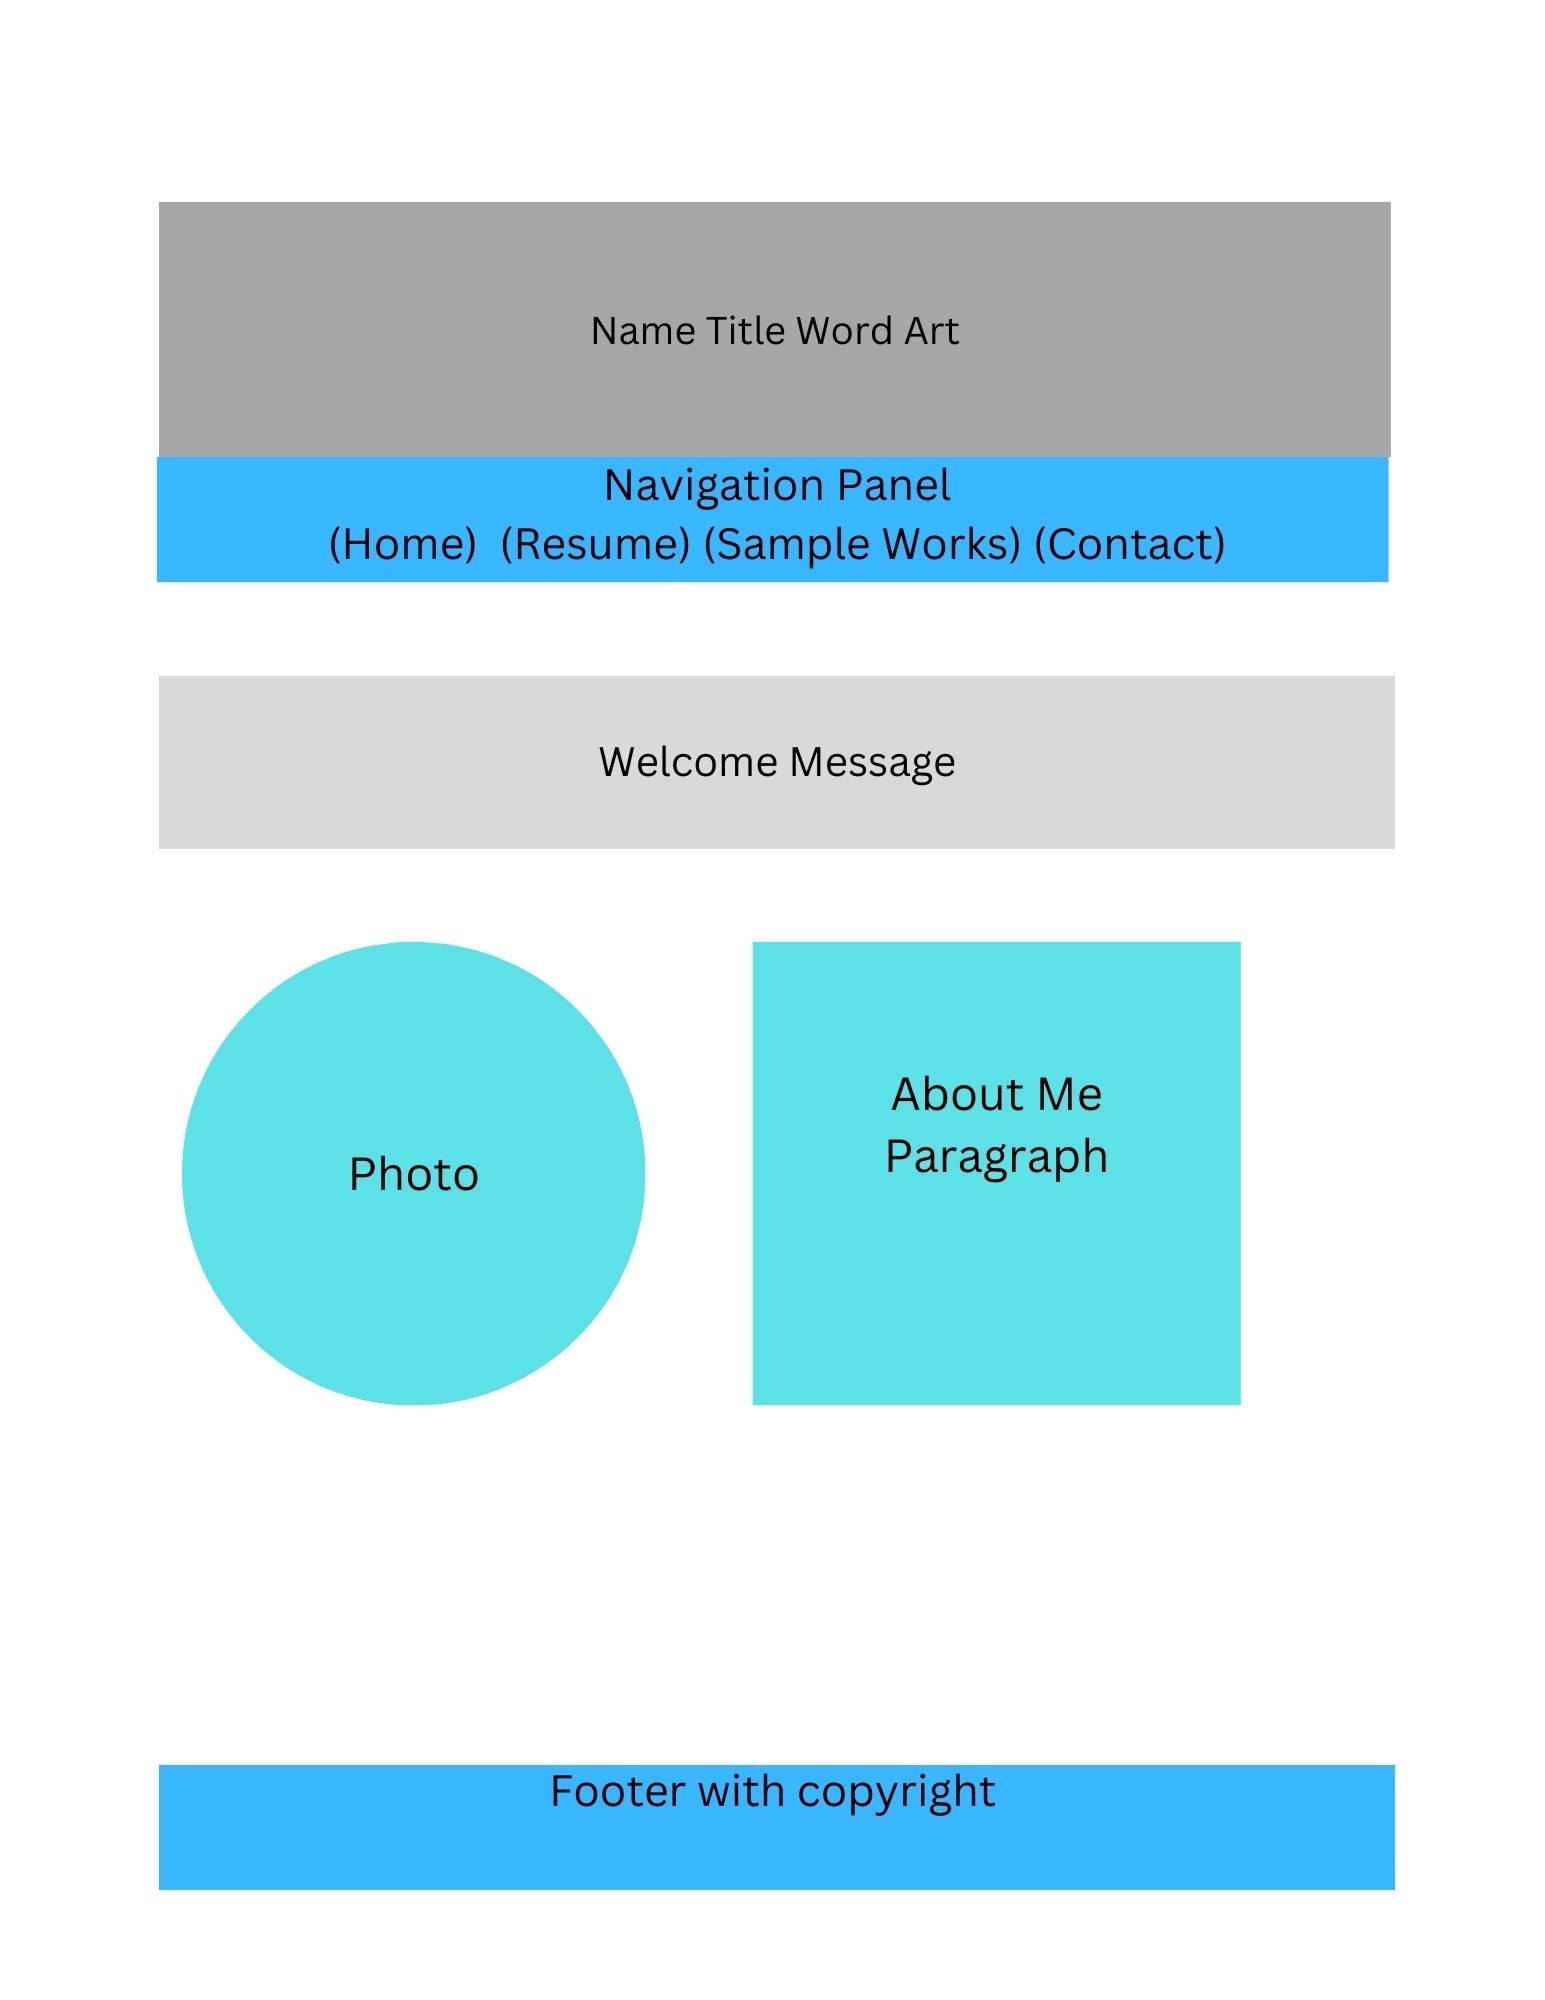 Name Title Word Art
Navigation Panel
(Home)  (Resume) (Sample Works) (Contact)
Welcome Message
Photo
About Me
Paragraph
Footer with copyright